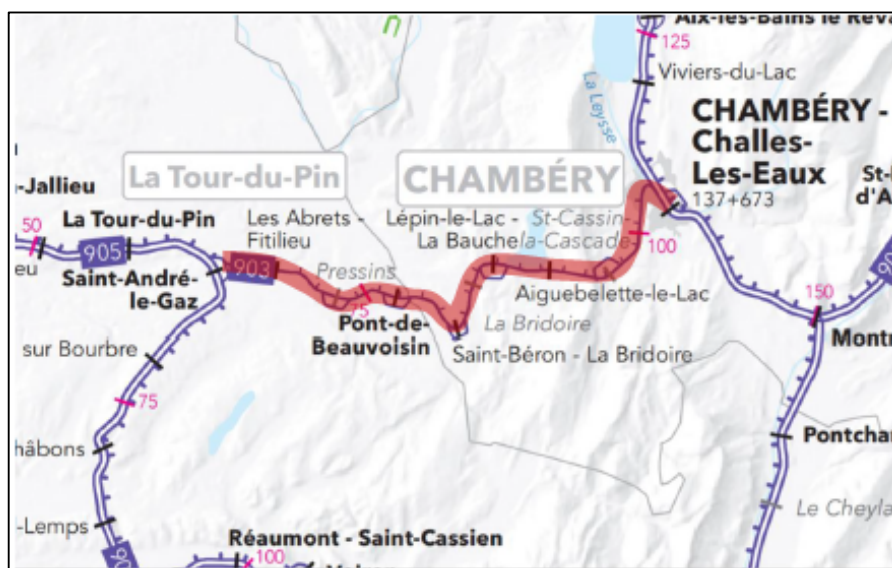 Aix-les-Bains le Reva
125
Viviers-du-Lac
La Leysse
CHAMBÉRY -
Challes-
Les-Eaux
137+673
St-
d'A
La Tour-du-Pin
CHAMBÉRY
-Jallieu
50
La Tour-du-Pin
905
Les Abrets -
Fitilieu
Lépin-le-Lac - St-Cassin-
La Bauche la-Cascade
100
ieu
Saint-André-
le-Gaz
903
Pressins
75
Aiguebelette-le-Lac
150
Pont-de-
Beauvoisin
La Bridoire
Saint-Béron - La Bridoire
Montr
sur Bourbre
75
hâbons
Pontchar
-Lemps
Le Cheyla
Réaumont - Saint-Cassien
100